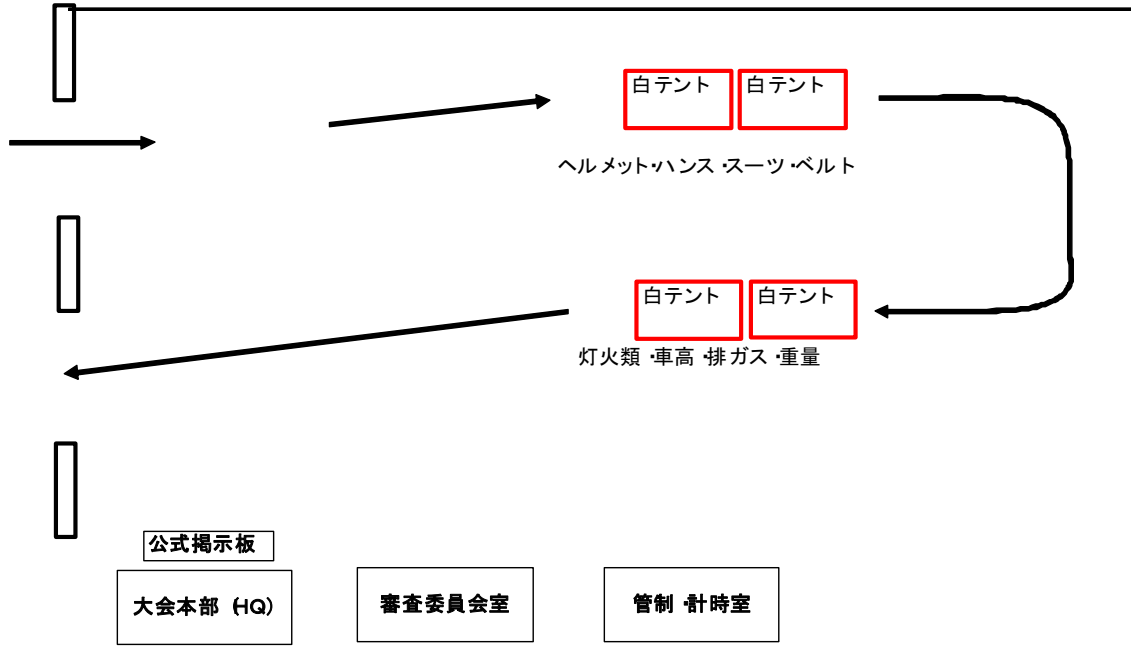 白テント
白テント
ヘルメット・ハンス・スーツ・ベルト
白テント
白テント
灯火類・車高・排ガス・重量
公式掲示板
大会本部（HQ）
審査委員会室
管制・計時室